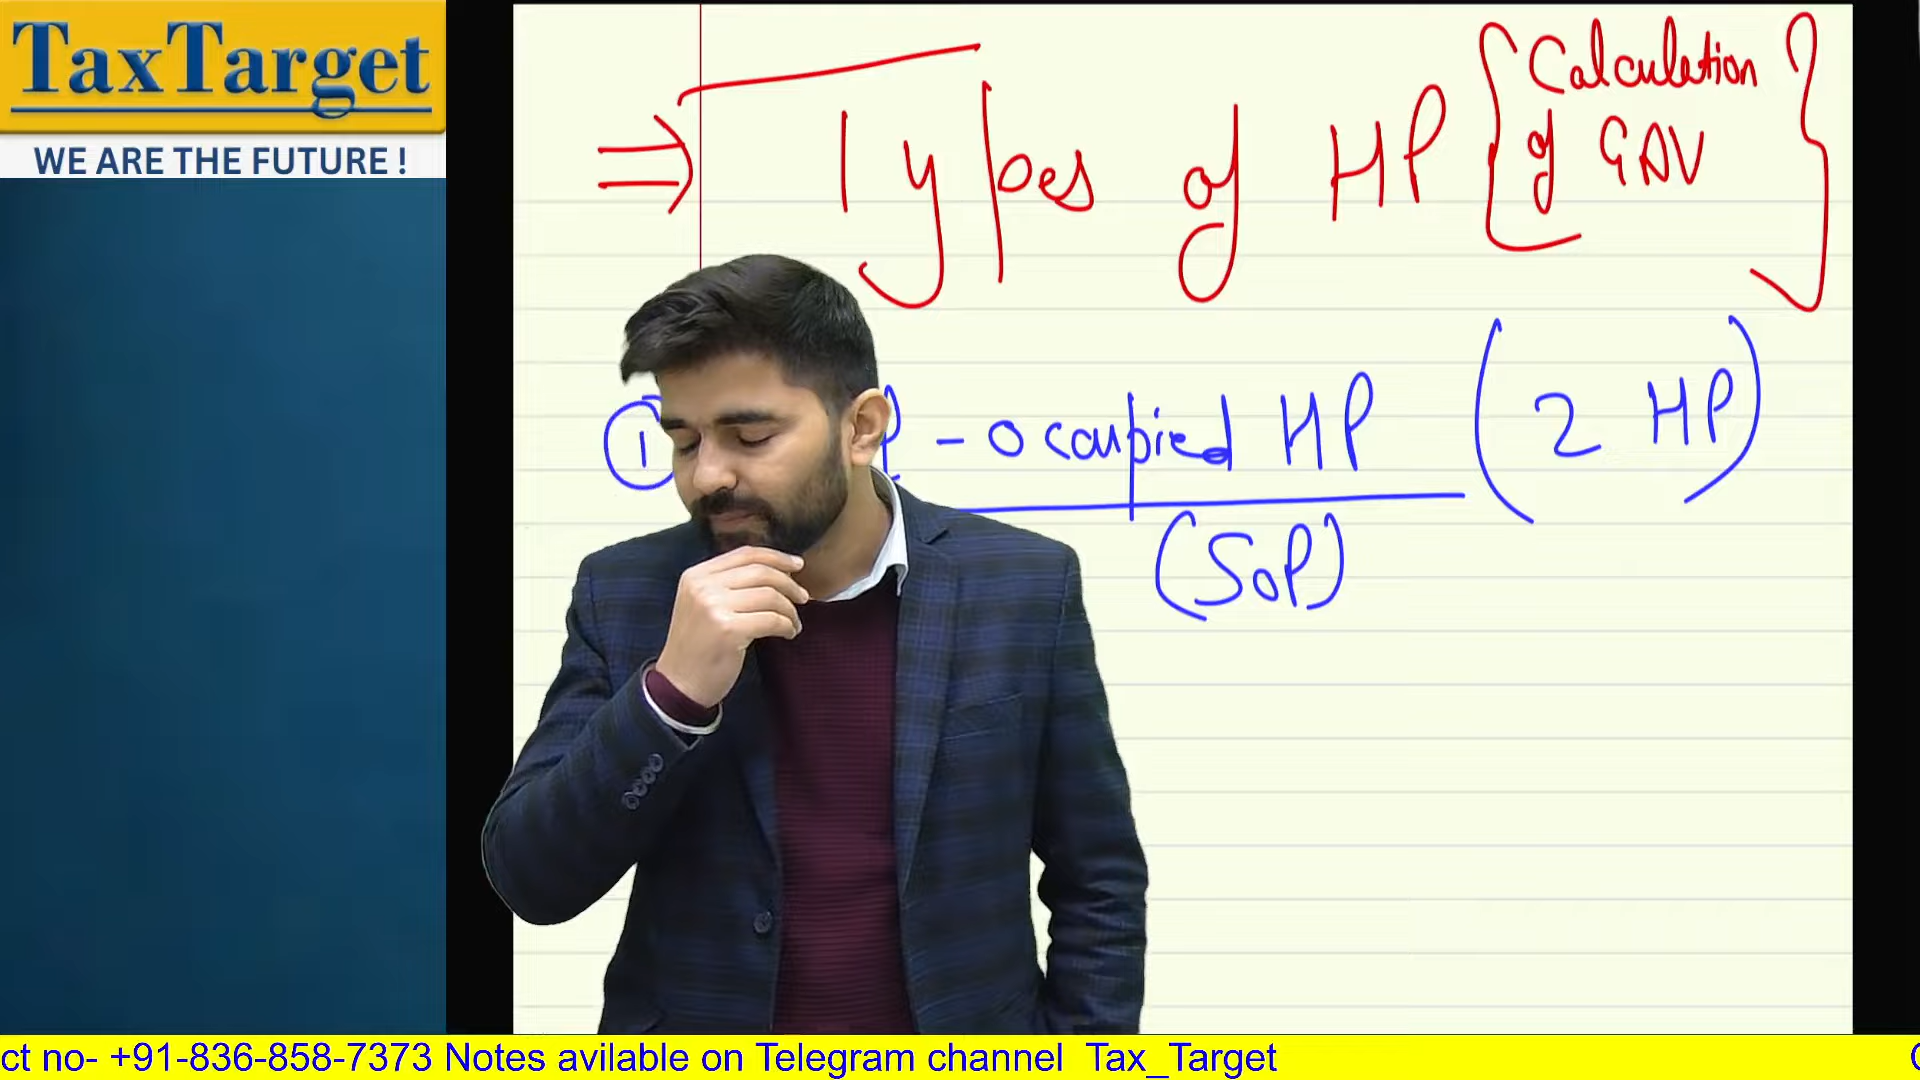 TaxTarget
WE ARE THE FUTURE !
⇒ Types of HP { Calculation of GAV }
① - occupied HP (2 HP)
(SOP)
ct no- +91-836-858-7373 Notes avilable on Telegram channel Tax_Target